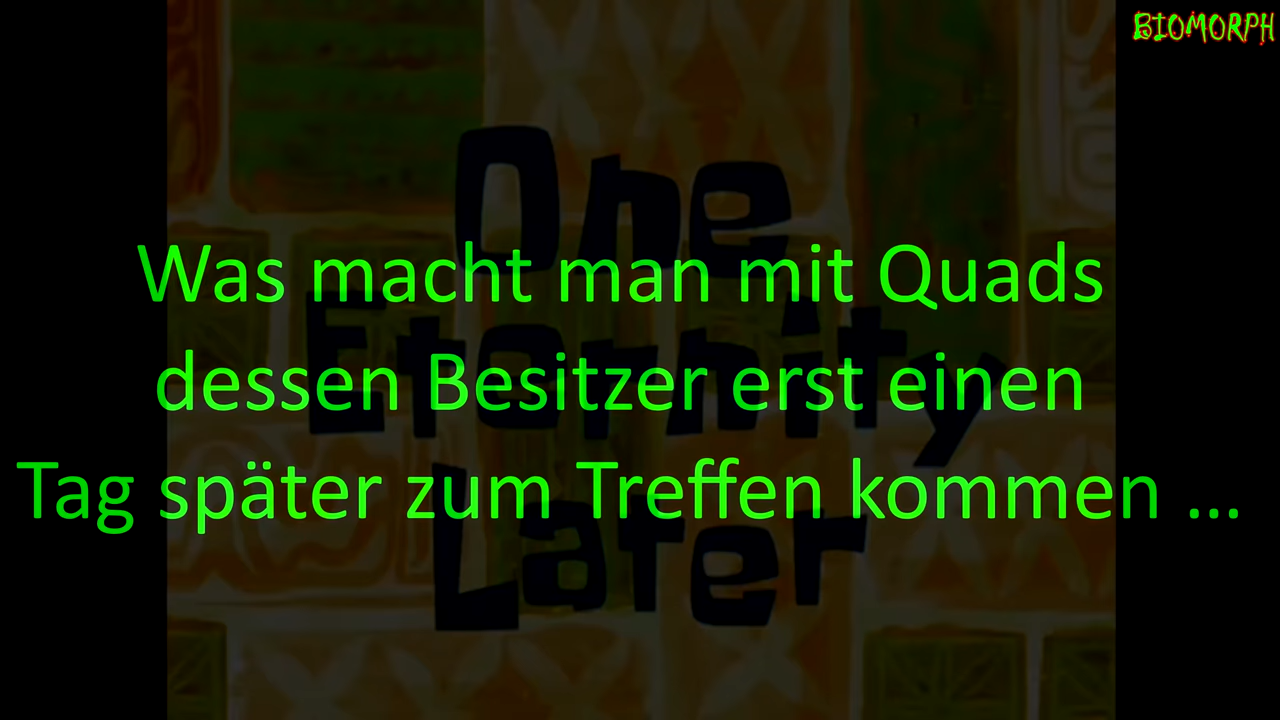 BIOMORPH
One
Eternity
Later
Was macht man mit Quads
dessen Besitzer erst einen
Tag später zum Treffen kommen ...